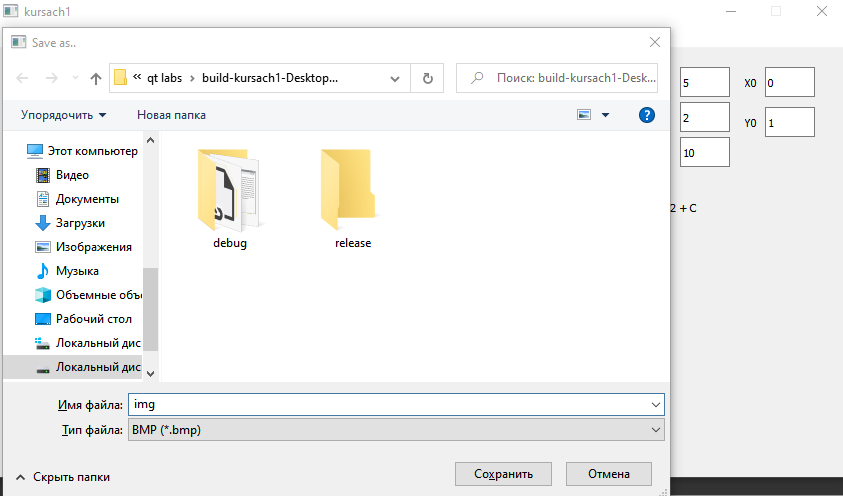 kursach1
Save as..
« qt labs › build-kursach1-Desktop...
Поиск: build-kursach1-Desk...
Упорядочить
Новая папка
Этот компьютер
Видео
Документы
Загрузки
Изображения
Музыка
Объемные объ
Рабочий стол
Локальный дис
Локальный дис
debug
release
Имя файла: img
Тип файла: BMP (*.bmp)
Скрыть папки
Сохранить
Отмена
5
X0 0
2
Y0 1
10
2 + C